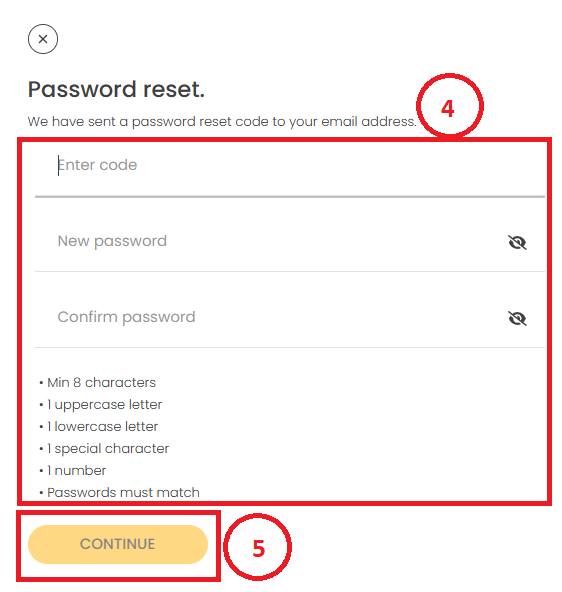 Password reset.
We have sent a password reset code to your email address.
4
Enter code
New password
Confirm password
• Min 8 characters
• 1 uppercase letter
• 1 lowercase letter
• 1 special character
• 1 number
• Passwords must match
CONTINUE
5